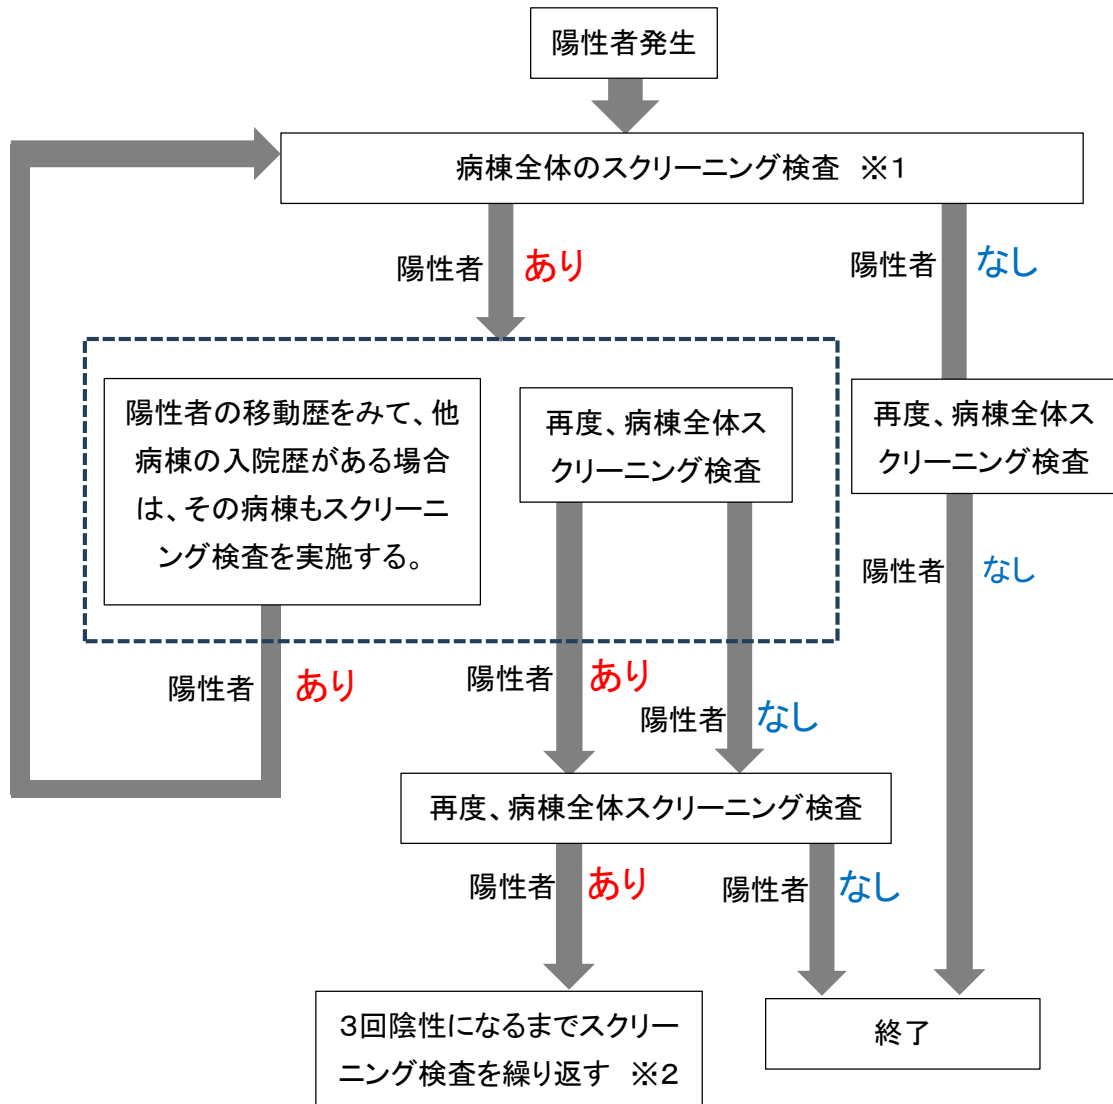 陽性者発生
病棟全体のスクリーニング検査 ※1
陽性者 あり
陽性者 なし
陽性者の移動歴をみて、他
病棟の入院歴がある場合
は、その病棟もスクリーニ
ング検査を実施する。
再度、病棟全体ス
クリーニング検査
再度、病棟全体ス
クリーニング検査
陽性者 なし
陽性者 あり
陽性者 あり
陽性者 なし
再度、病棟全体スクリーニング検査
陽性者 あり
陽性者 なし
3回陰性になるまでスクリー
ニング検査を繰り返す ※2
終了